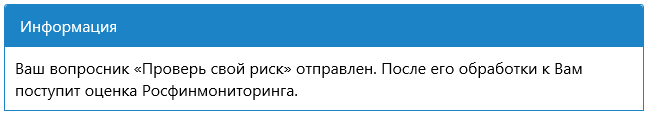 Информация
Ваш вопросник «Проверь свой риск» отправлен. После его обработки к Вам
поступит оценка Росфинмониторинга.